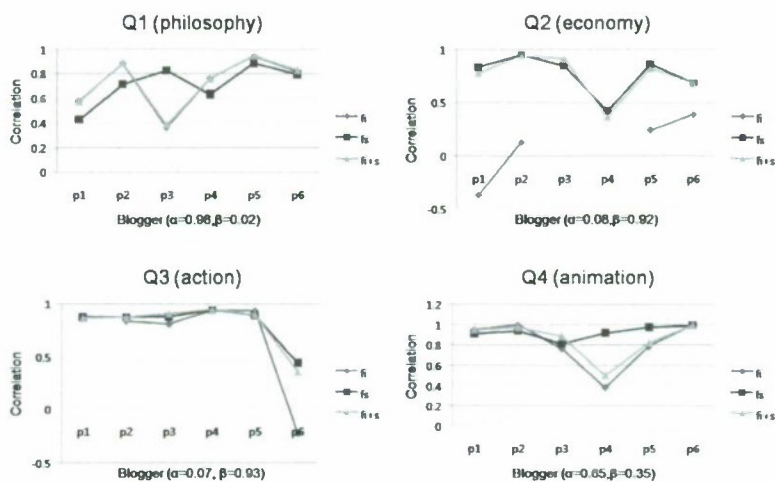 Q1 (philosophy)
1
0.8
0.6
0.4
0.2
0
Correlation
p1 p2 p3 p4 p5 p6
Blogger (α=0.98,β=0.02)
fi
fs
fi+s
Q2 (economy)
1
0.5
0
-0.5
Correlation
p1 p2 p3 p4 p5 p6
Blogger (α=0.08,β=0.92)
fi
fs
fi+s
Q3 (action)
1
0.5
0
-0.5
Correlation
p1 p2 p3 p4 p5 p6
Blogger (α=0.07, β=0.93)
fi
fs
fi+s
Q4 (animation)
1.2
1
0.8
0.6
0.4
0.2
0
Correlation
p1 p2 p3 p4 p5 p6
Blogger (α=0.65,β=0.35)
fi
fs
fi+s